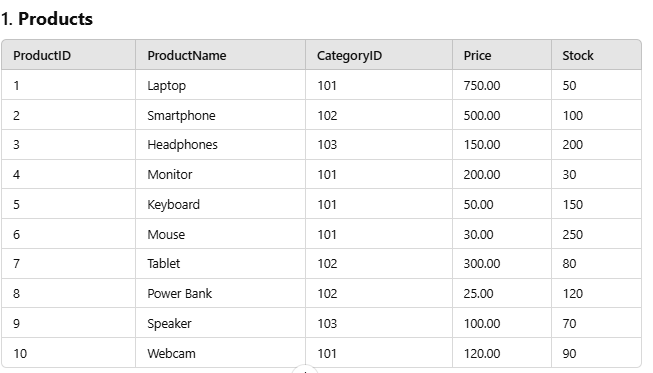 1. Products
ProductID ProductName CategoryID Price Stock
1 Laptop 101 750.00 50
2 Smartphone 102 500.00 100
3 Headphones 103 150.00 200
4 Monitor 101 200.00 30
5 Keyboard 101 50.00 150
6 Mouse 101 30.00 250
7 Tablet 102 300.00 80
8 Power Bank 102 25.00 120
9 Speaker 103 100.00 70
10 Webcam 101 120.00 90